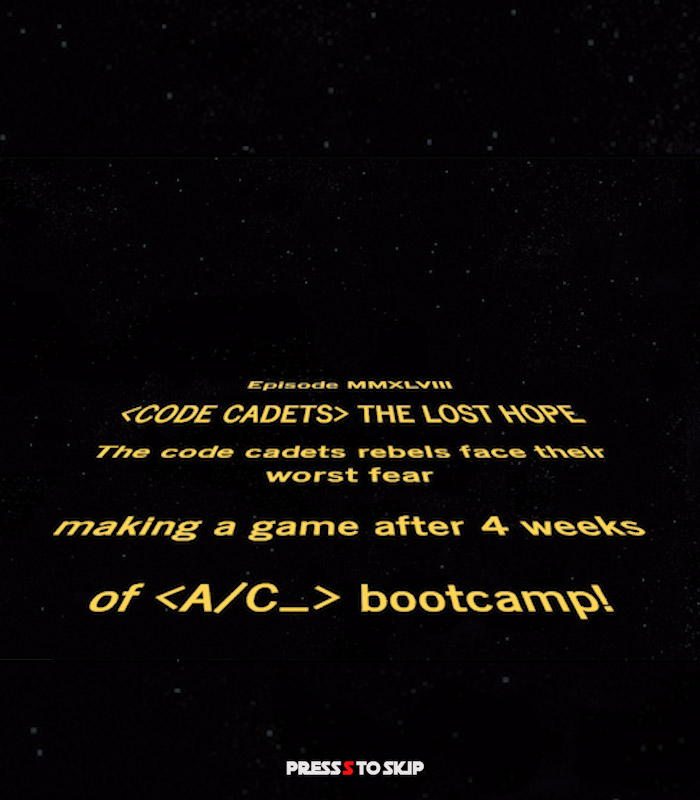 Episode MMXLVIII
<CODE CADETS> THE LOST HOPE
The code cadets rebels face their
worst fear
making a game after 4 weeks
of <A/C_> bootcamp!
PRESS S TO SKIP